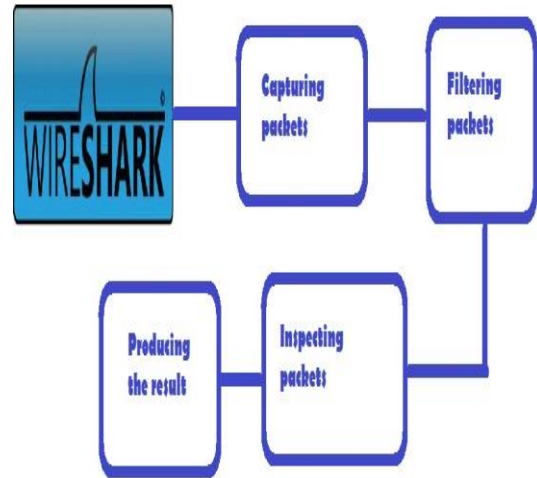 WIRESHARK
©
Capturing
packets
Filtering
packets
Inspecting
packets
Producing
the result